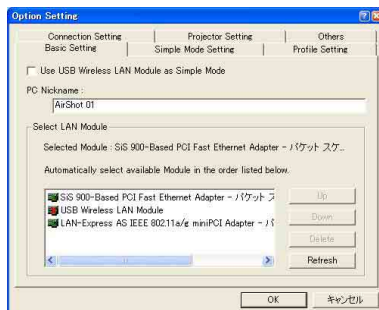 Option Setting
Connection Setting Projector Setting Others
Basic Setting Simple Mode Setting Profile Setting
Use USB Wireless LAN Module as Simple Mode
PC Nickname :
AirShot 01
Select LAN Module
Selected Module : SiS 900-Based PCI Fast Ethernet Adapter - パケット スケ...
Automatically select available Module in the order listed below.
SiS 900-Based PCI Fast Ethernet Adapter - パケット ス
USB Wireless LAN Module
LAN-Express AS IEEE 802.11a/g miniPCI Adapter - パ
Up
Down
Delete
Refresh
OK キャンセル